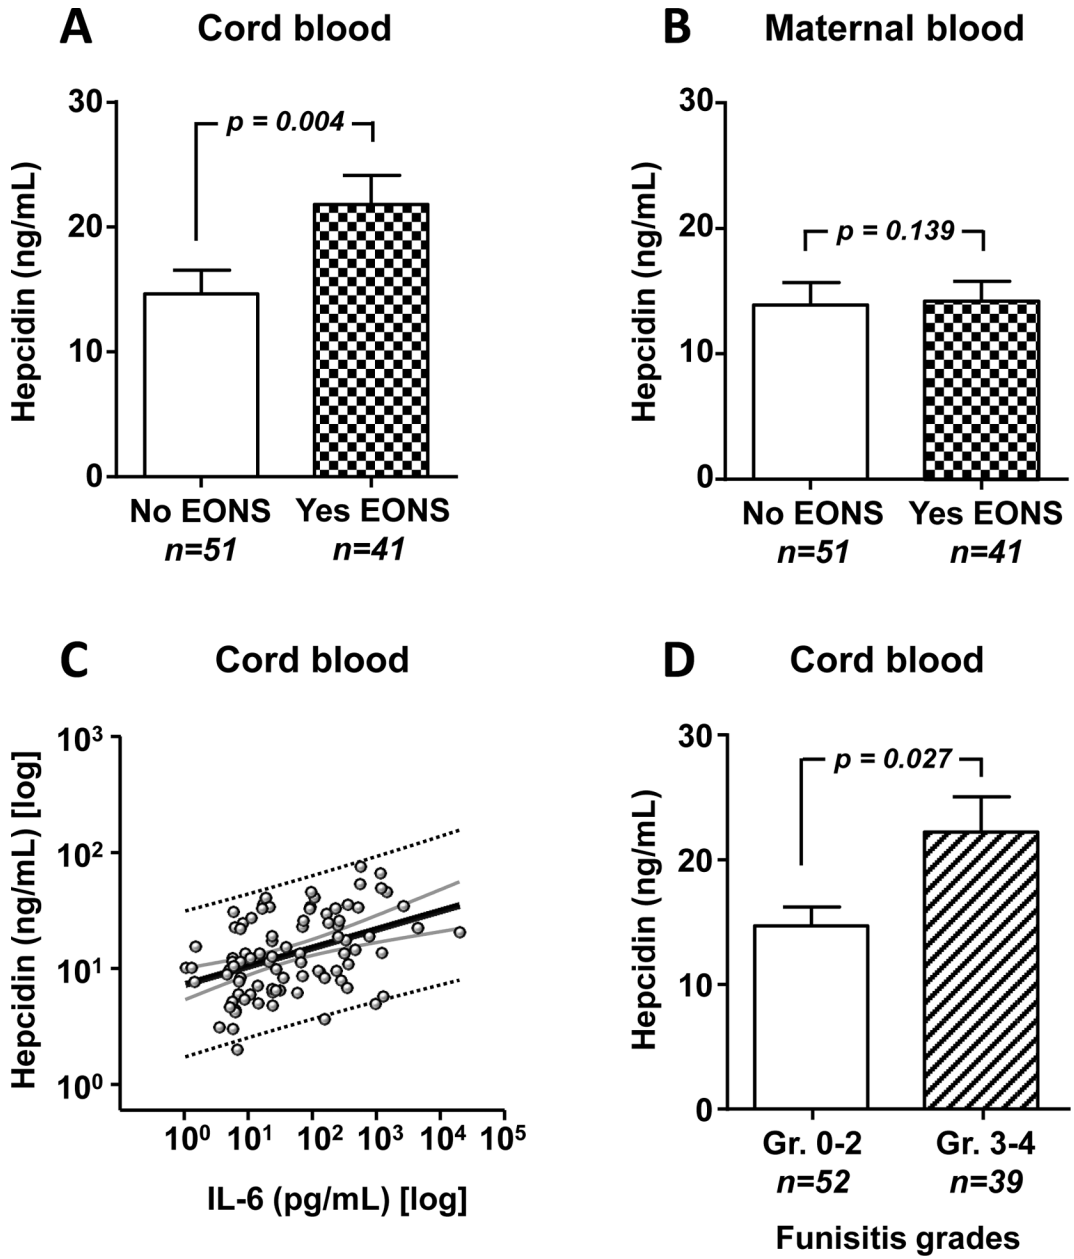 A Cord blood
Hepcidin (ng/mL)
30
20
10
0
p = 0.004
No EONS Yes EONS
n=51 n=41
B Maternal blood
Hepcidin (ng/mL)
30
20
10
0
p = 0.139
No EONS Yes EONS
n=51 n=41
C Cord blood
Hepcidin (ng/mL) [log]
10³
10²
10¹
10⁰
10⁰ 10¹ 10² 10³ 10⁴ 10⁵
IL-6 (pg/mL) [log]
D Cord blood
Hepcidin (ng/mL)
30
20
10
0
p = 0.027
Gr. 0-2 Gr. 3-4
n=52 n=39
Funisitis grades